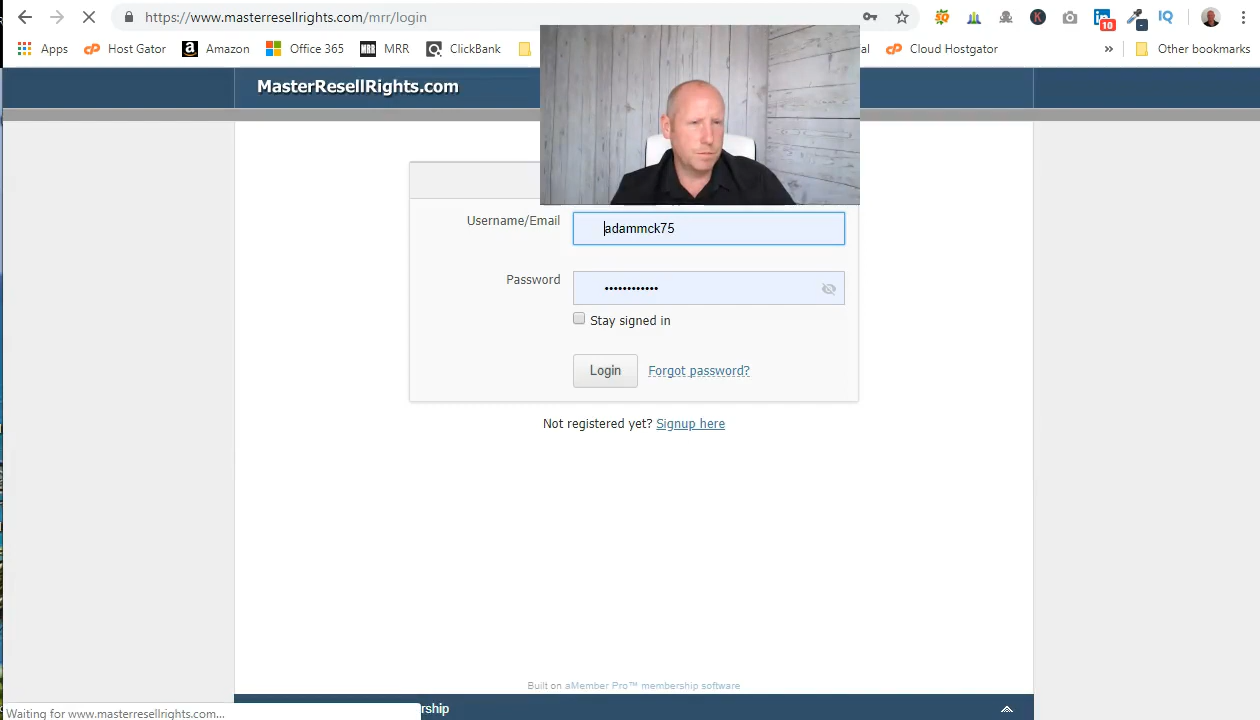 https://www.masterresellrights.com/mrr/login
10
Apps Host Gator Amazon Office 365 MRR ClickBank Cloud Hostgator » Other bookmarks
MasterResellRights.com
Username/Email adammck75
Password ••••••••••••
Stay signed in
Login Forgot password?
Not registered yet? Signup here
Built on aMember Pro™ membership software
Waiting for www.masterresellrights.com...